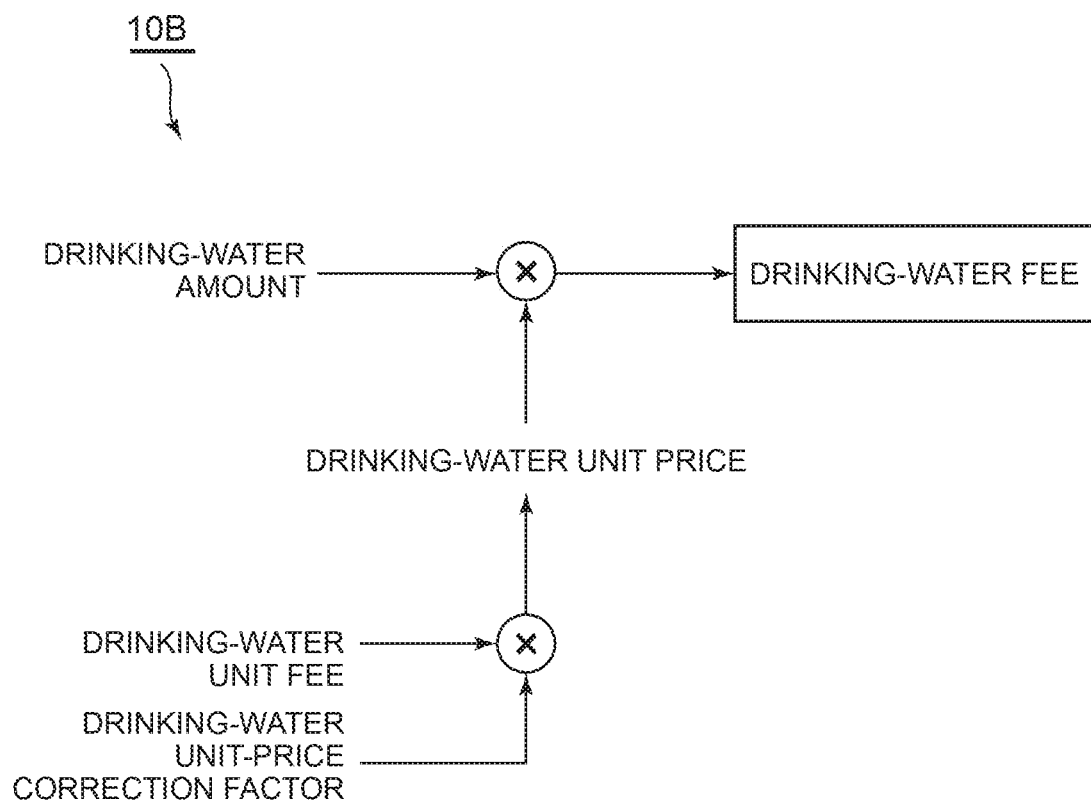 10B
DRINKING-WATER
AMOUNT
×
DRINKING-WATER FEE
DRINKING-WATER UNIT PRICE
DRINKING-WATER
UNIT FEE
×
DRINKING-WATER
UNIT-PRICE
CORRECTION FACTOR